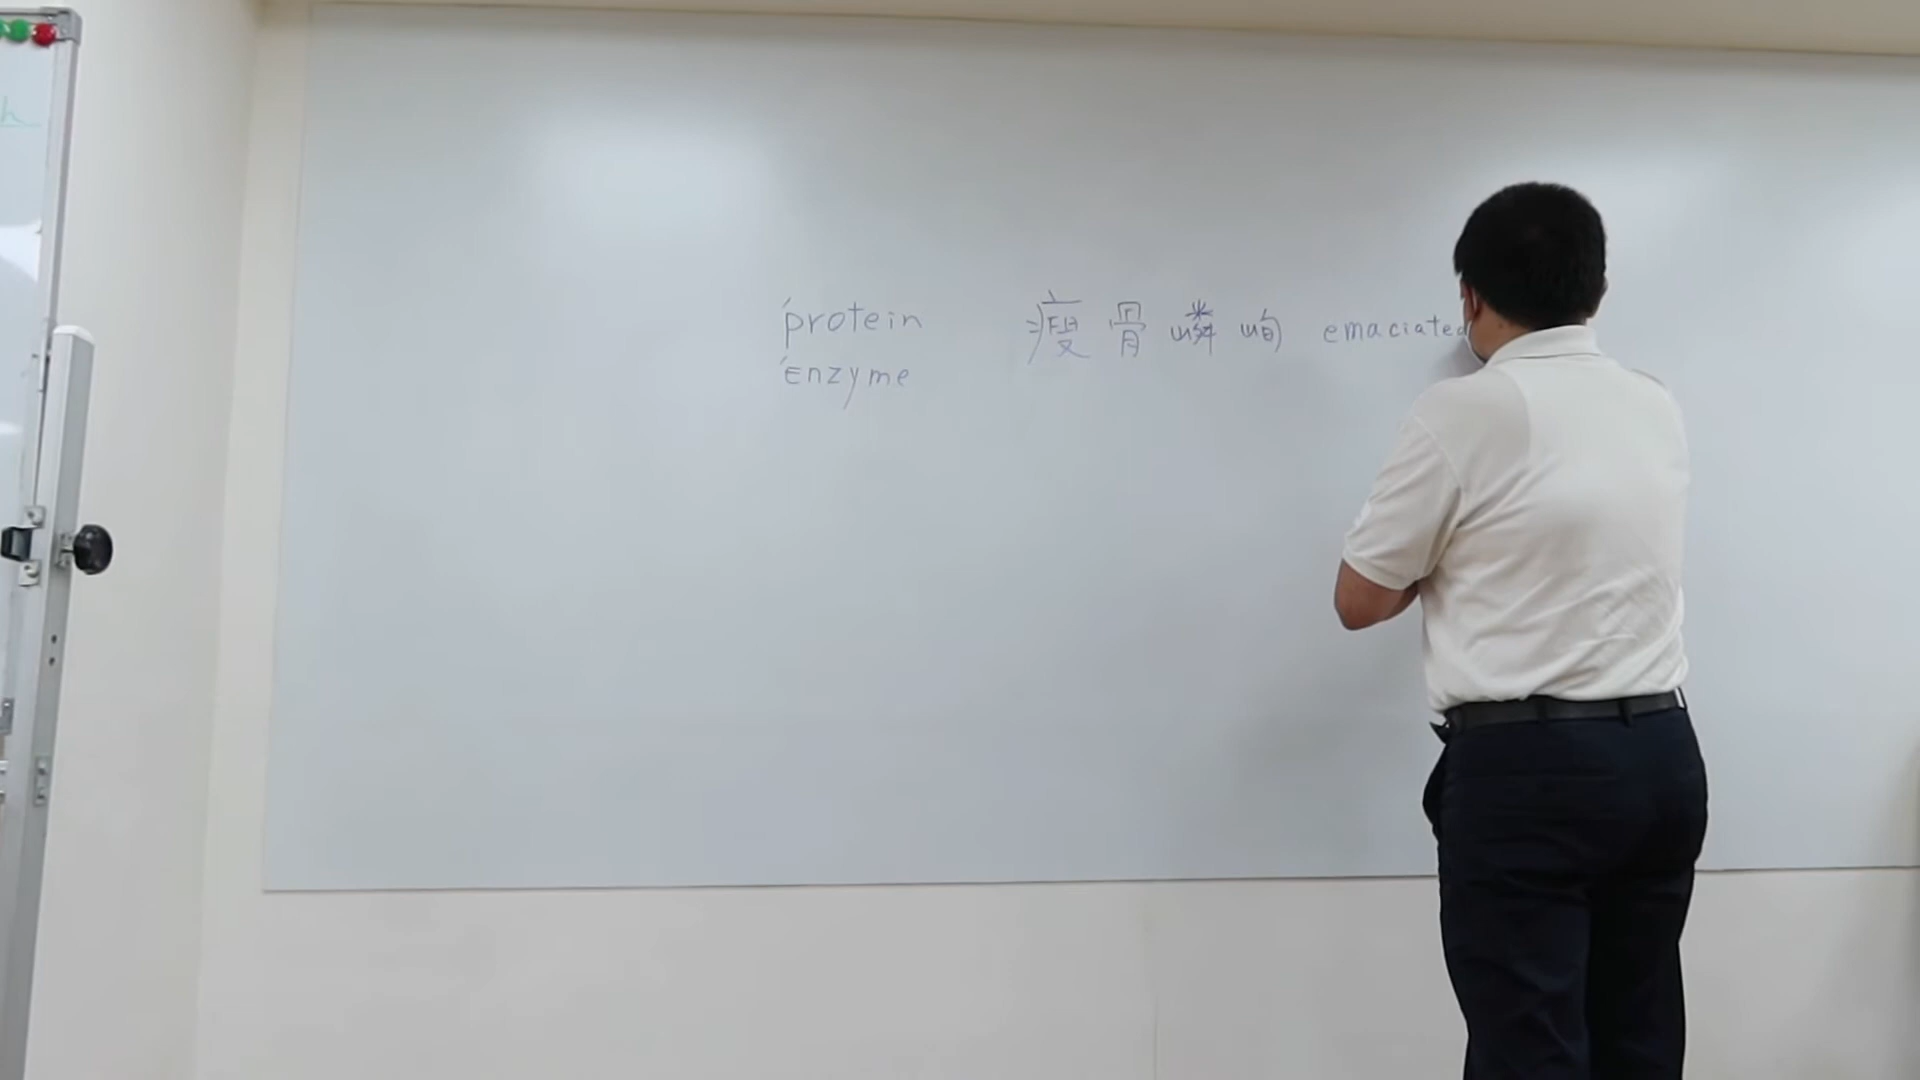 protein 瘦骨嶙峋 emaciated
enzyme